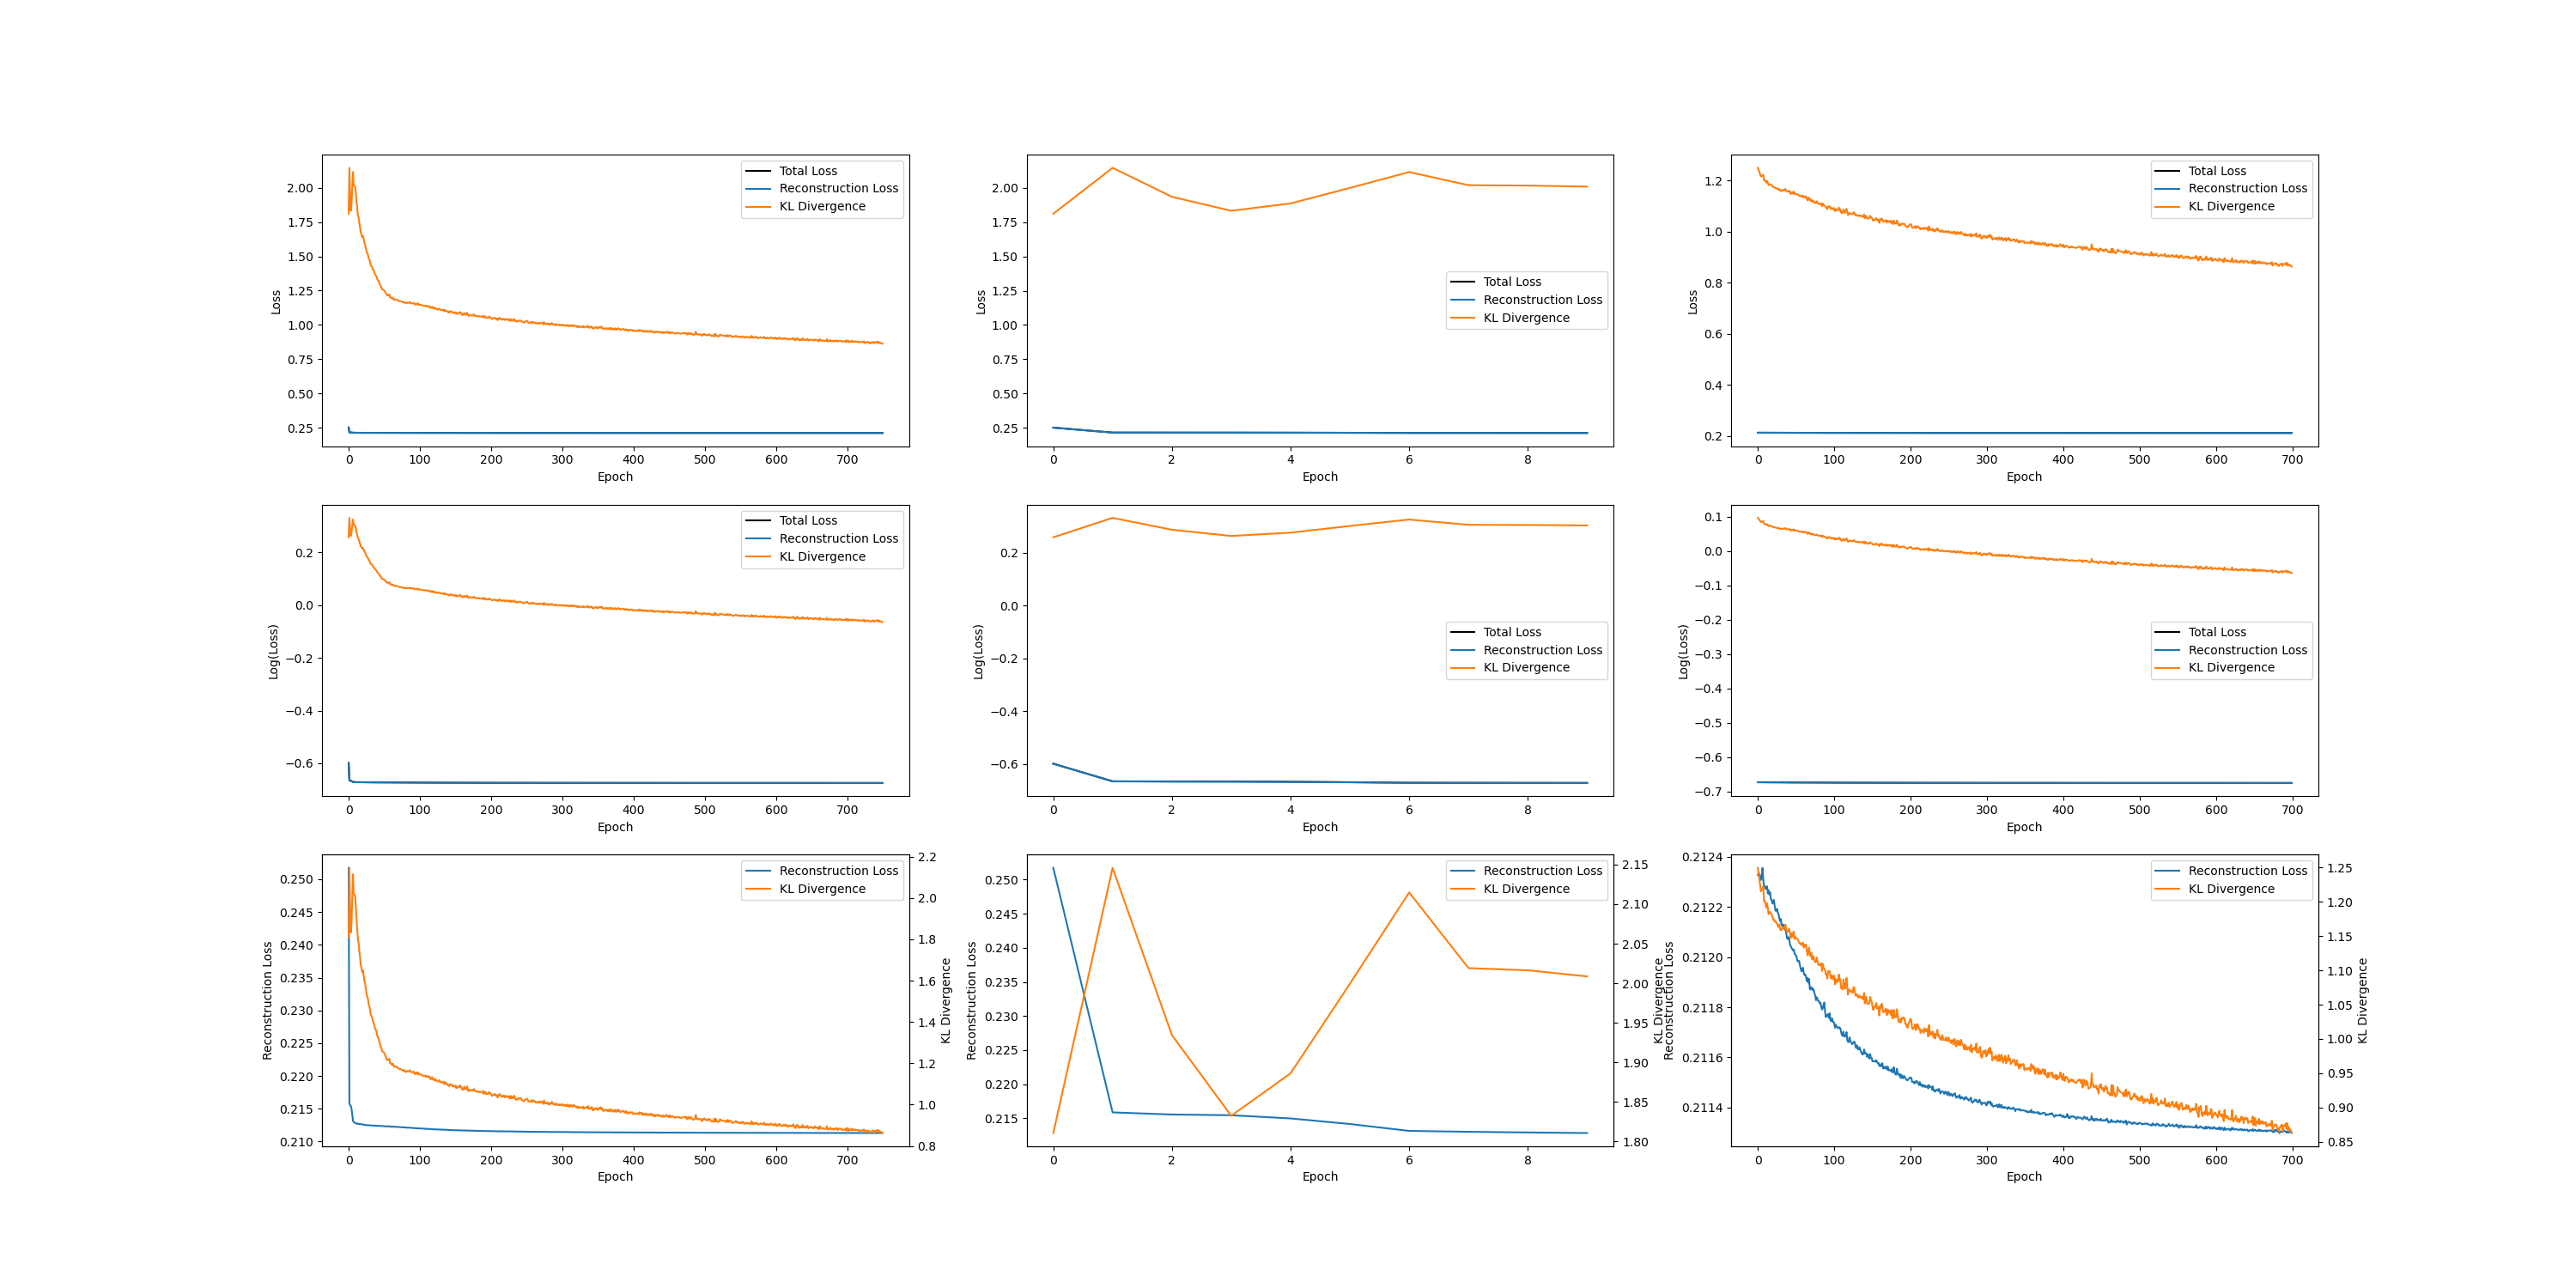 Total Loss
Reconstruction Loss
KL Divergence
2.00
1.75
1.50
1.25
1.00
0.75
0.50
0.25
Loss
0 100 200 300 400 500 600 700
Epoch
Total Loss
Reconstruction Loss
KL Divergence
2.00
1.75
1.50
1.25
1.00
0.75
0.50
0.25
Loss
0 2 4 6 8
Epoch
Total Loss
Reconstruction Loss
KL Divergence
1.2
1.0
0.8
0.6
0.4
0.2
Loss
0 100 200 300 400 500 600 700
Epoch
Total Loss
Reconstruction Loss
KL Divergence
0.2
0.0
−0.2
−0.4
−0.6
Log(Loss)
0 100 200 300 400 500 600 700
Epoch
Total Loss
Reconstruction Loss
KL Divergence
0.2
0.0
−0.2
−0.4
−0.6
Log(Loss)
0 2 4 6 8
Epoch
Total Loss
Reconstruction Loss
KL Divergence
0.1
0.0
−0.1
−0.2
−0.3
−0.4
−0.5
−0.6
−0.7
Log(Loss)
0 100 200 300 400 500 600 700
Epoch
Reconstruction Loss
KL Divergence
0.250
0.245
0.240
0.235
0.230
0.225
0.220
0.215
0.210
Reconstruction Loss
2.2
2.0
1.8
1.6
1.4
1.2
1.0
0.8
KL Divergence
0 100 200 300 400 500 600 700
Epoch
Reconstruction Loss
KL Divergence
0.250
0.245
0.240
0.235
0.230
0.225
0.220
0.215
Reconstruction Loss
2.15
2.10
2.05
2.00
1.95
1.90
1.85
1.80
KL Divergence
0 2 4 6 8
Epoch
Reconstruction Loss
KL Divergence
0.2124
0.2122
0.2120
0.2118
0.2116
0.2114
Reconstruction Loss
1.25
1.20
1.15
1.10
1.05
1.00
0.95
0.90
0.85
KL Divergence
0 100 200 300 400 500 600 700
Epoch